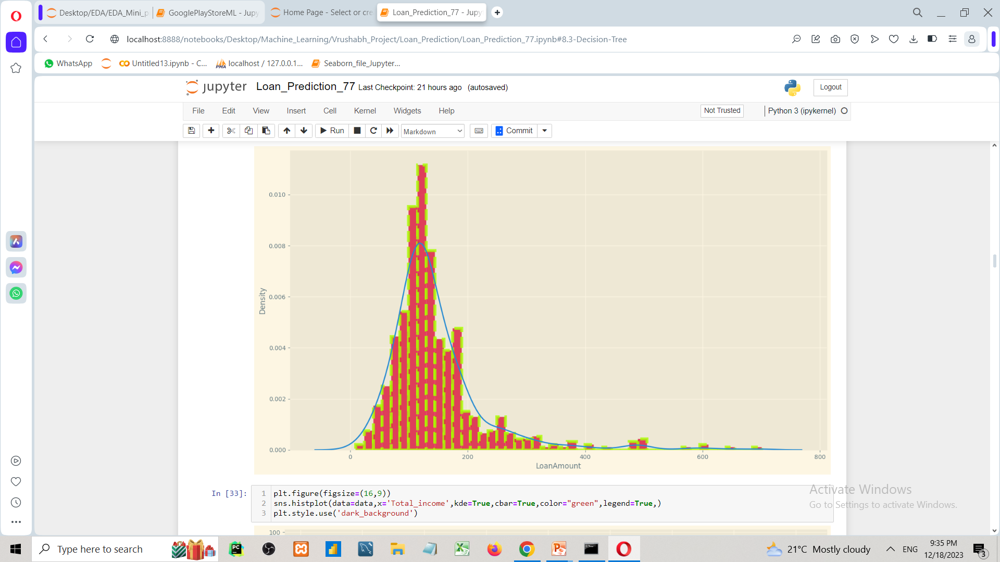 Desktop/EDA/EDA_Mini_p
GooglePlayStoreML - Jupy
Home Page - Select or cre
Loan_Prediction_77 - Jupy
localhost:8888/notebooks/Desktop/Machine_Learning/Vrushabh_Project/Loan_Prediction/Loan_Prediction_77.ipynb#8.3-Decision-Tree
WhatsApp
Untitled13.ipynb - C...
PMA
localhost / 127.0.0.1...
Seaborn_file_Jupyter...
jupyter Loan_Prediction_77 Last Checkpoint: 21 hours ago (autosaved)
Logout
File Edit View Insert Cell Kernel Widgets Help
Not Trusted
Python 3 (ipykernel)
Run
Markdown
Commit
0.010
0.008
0.006
0.004
0.002
0.000
Density
0 200 400 600 800
LoanAmount
In [33]:
1 plt.figure(figsize=(16,9))
2 sns.histplot(data=data,x='Total_income',kde=True,cbar=True,color="green",legend=True,)
3 plt.style.use('dark_background')
100
Activate Windows
Go to Settings to activate Windows.
Type here to search
PC
21°C Mostly cloudy
ENG
9:35 PM
12/18/2023
3